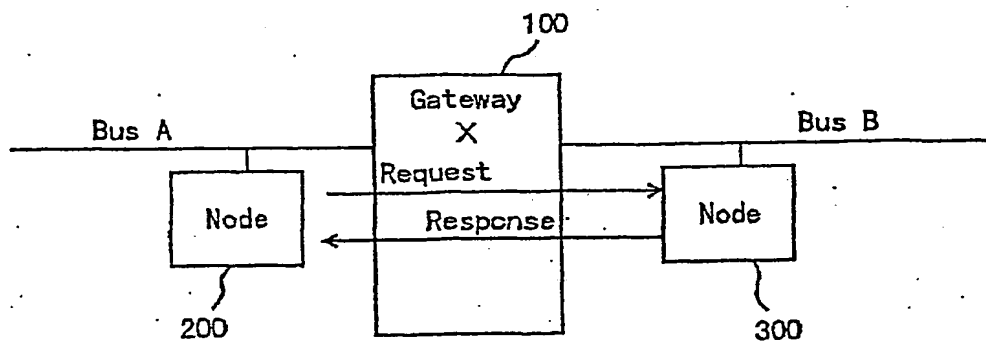 100
Gateway
X
Bus A
Bus B
Request
Node
Response
Node
200
300